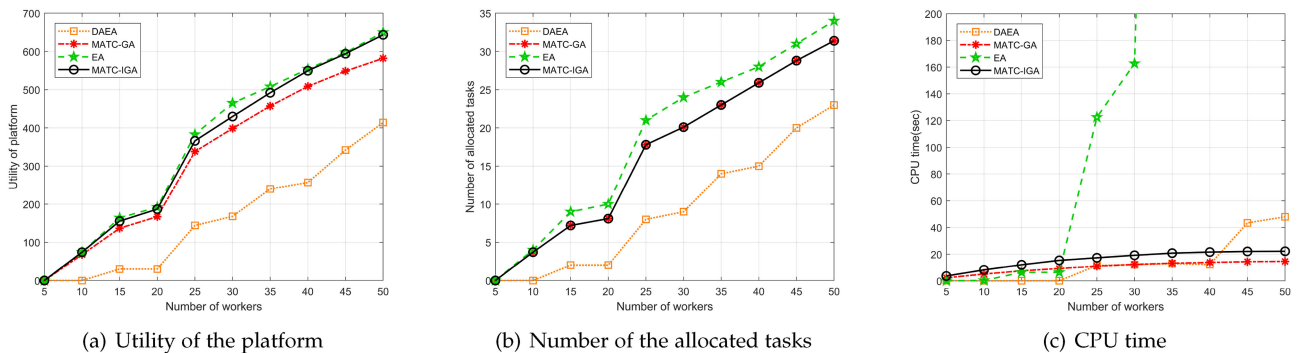 700
600
500
400
300
200
100
0
Utility of platform
DAEA
MATC-GA
EA
MATC-IGA
5 10 15 20 25 30 35 40 45 50
Number of workers
(a) Utility of the platform
35
30
25
20
15
10
5
0
Number of allocated tasks
DAEA
MATC-GA
EA
MATC-IGA
5 10 15 20 25 30 35 40 45 50
Number of workers
(b) Number of the allocated tasks
200
180
160
140
120
100
80
60
40
20
0
CPU time(sec)
DAEA
MATC-GA
EA
MATC-IGA
5 10 15 20 25 30 35 40 45 50
Number of workers
(c) CPU time